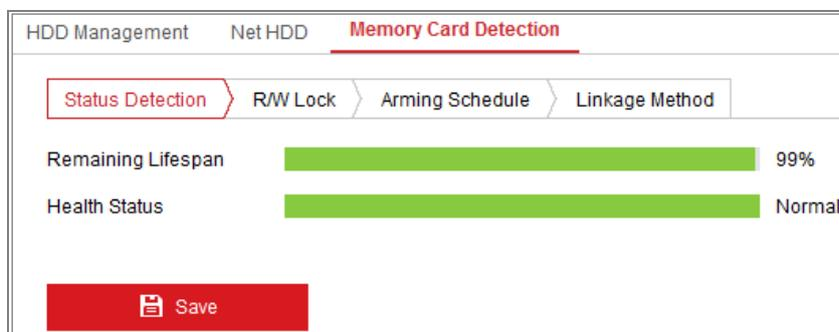 HDD Management Net HDD Memory Card Detection
Status Detection R/W Lock Arming Schedule Linkage Method
Remaining Lifespan 99%
Health Status Normal
Save